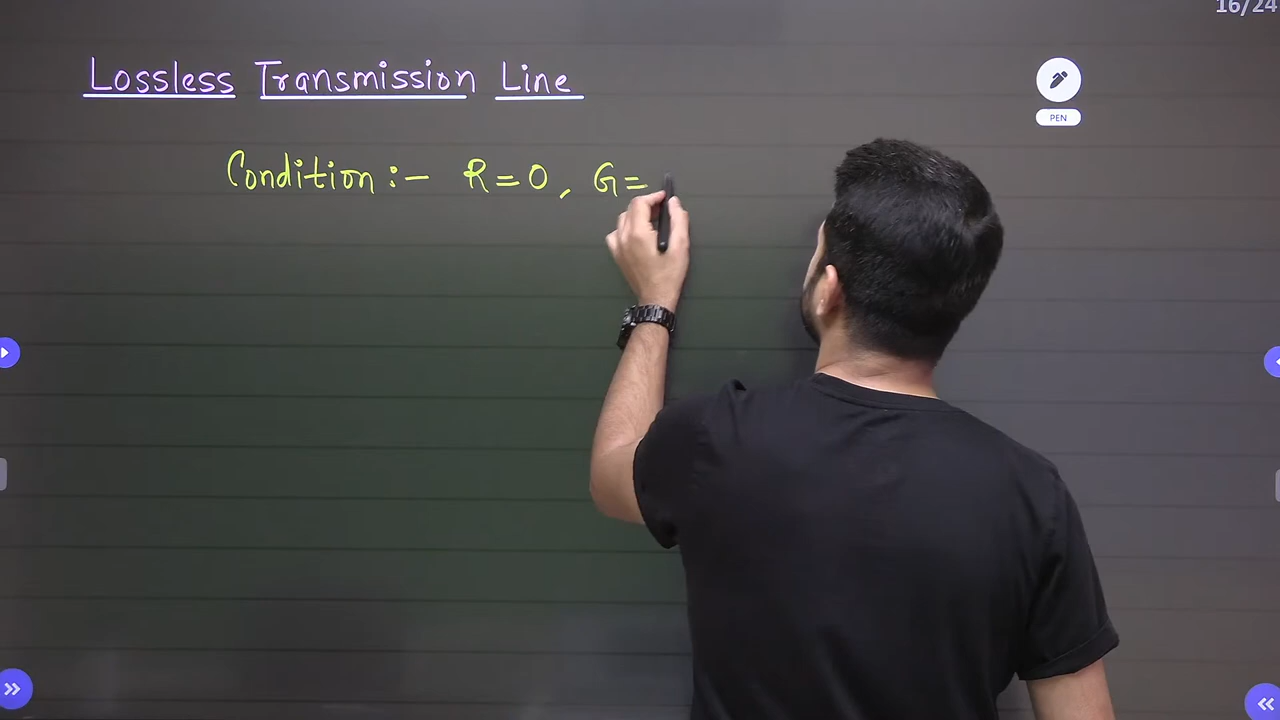 16/24
Lossless Transmission Line
PEN
Condition :- R = 0, G =